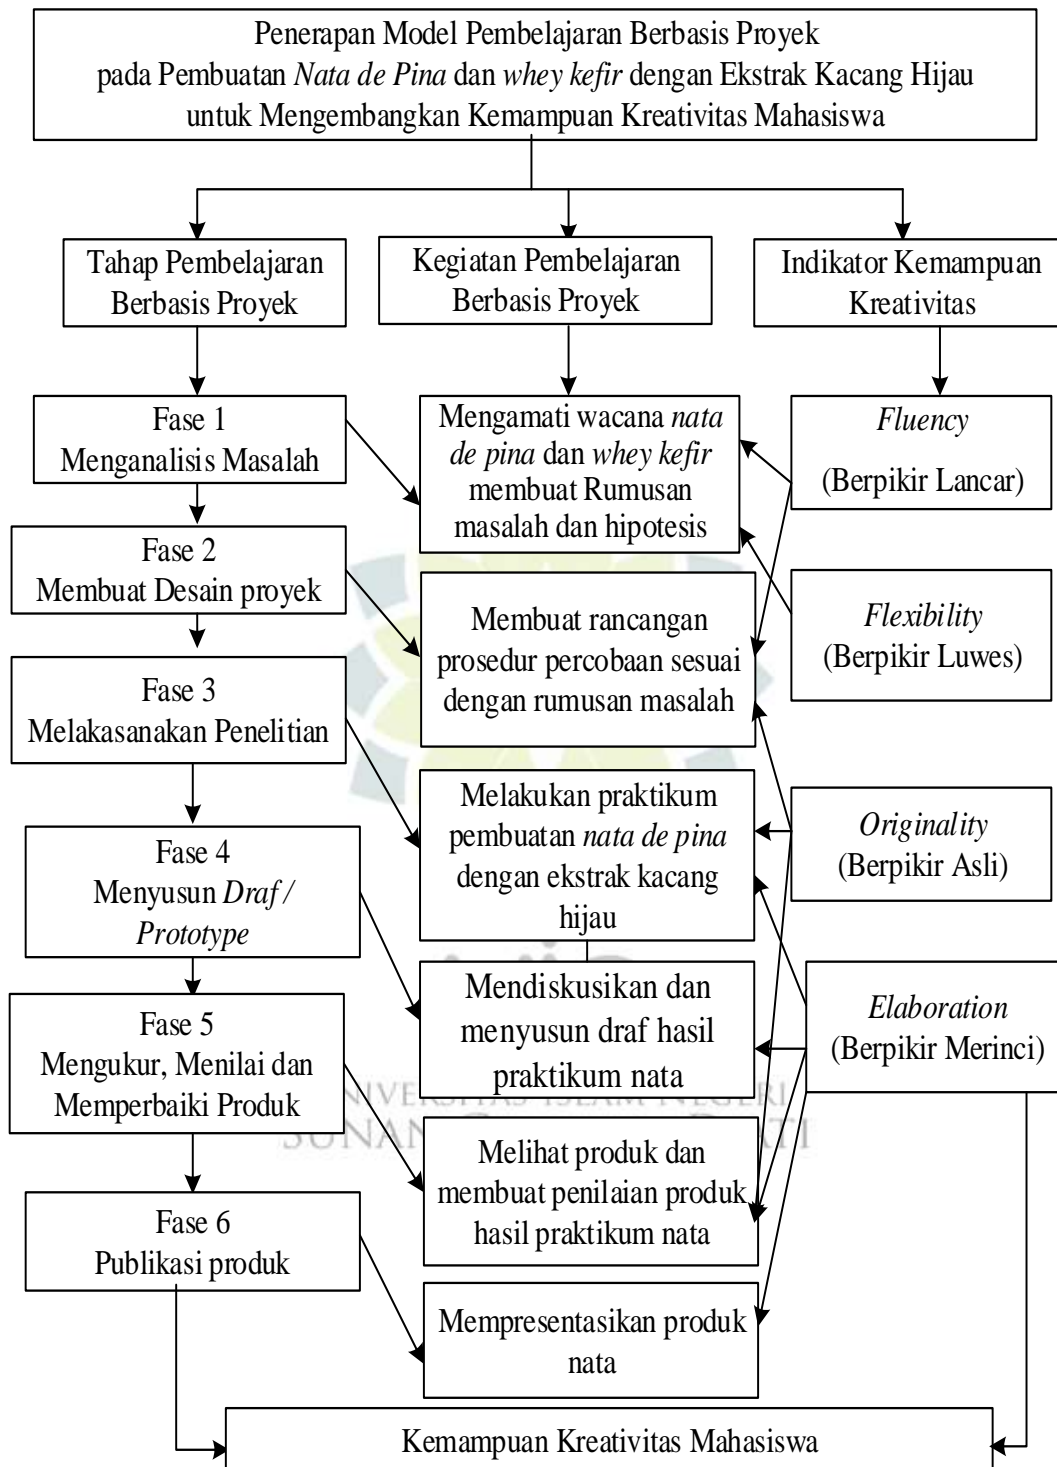 Penerapan Model Pembelajaran Berbasis Proyek
pada Pembuatan Nata de Pina dan whey kefir dengan Ekstrak Kacang Hijau
untuk Mengembangkan Kemampuan Kreativitas Mahasiswa
Tahap Pembelajaran
Berbasis Proyek
Kegiatan Pembelajaran
Berbasis Proyek
Indikator Kemampuan
Kreativitas
Fase 1
Menganalisis Masalah
Fase 2
Membuat Desain proyek
Fase 3
Melakasanakan Penelitian
Fase 4
Menyusun Draf /
Prototype
Fase 5
Mengukur, Menilai dan
Memperbaiki Produk
Fase 6
Publikasi produk
Mengamati wacana nata
de pina dan whey kefir
membuat Rumusan
masalah dan hipotesis
Membuat rancangan
prosedur percobaan sesuai
dengan rumusan masalah
Melakukan praktikum
pembuatan nata de pina
dengan ekstrak kacang
hijau
Mendiskusikan dan
menyusun draf hasil
praktikum nata
Melihat produk dan
membuat penilaian produk
hasil praktikum nata
Mempresentasikan produk
nata
Fluency
(Berpikir Lancar)
Flexibility
(Berpikir Luwes)
Originality
(Berpikir Asli)
Elaboration
(Berpikir Merinci)
Kemampuan Kreativitas Mahasiswa